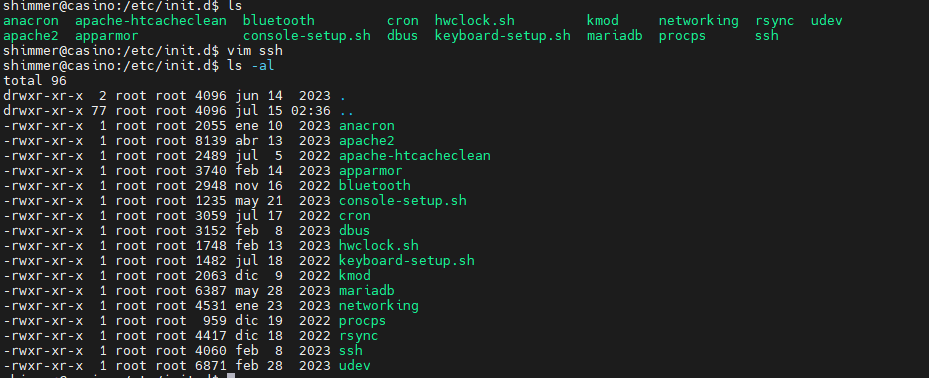 shimmer@casino:/etc/init.d$ ls
anacron  apache-htcacheclean  bluetooth         cron  hwclock.sh         kmod     networking  rsync  udev
apache2  apparmor             console-setup.sh  dbus  keyboard-setup.sh  mariadb  procps      ssh
shimmer@casino:/etc/init.d$ vim ssh
shimmer@casino:/etc/init.d$ ls -al
total 96
drwxr-xr-x  2 root root 4096 jun 14  2023 .
drwxr-xr-x 77 root root 4096 jul 15 02:36 ..
-rwxr-xr-x  1 root root 2055 ene 10  2023 anacron
-rwxr-xr-x  1 root root 8139 abr 13  2023 apache2
-rwxr-xr-x  1 root root 2489 jul  5  2022 apache-htcacheclean
-rwxr-xr-x  1 root root 3740 feb 14  2023 apparmor
-rwxr-xr-x  1 root root 2948 nov 16  2022 bluetooth
-rwxr-xr-x  1 root root 1235 may 21  2023 console-setup.sh
-rwxr-xr-x  1 root root 3059 jul 17  2022 cron
-rwxr-xr-x  1 root root 3152 feb  8  2023 dbus
-rwxr-xr-x  1 root root 1748 feb 13  2023 hwclock.sh
-rwxr-xr-x  1 root root 1482 jul 18  2022 keyboard-setup.sh
-rwxr-xr-x  1 root root 2063 dic  9  2022 kmod
-rwxr-xr-x  1 root root 6387 may 28  2023 mariadb
-rwxr-xr-x  1 root root 4531 ene 23  2023 networking
-rwxr-xr-x  1 root root  959 dic 19  2022 procps
-rwxr-xr-x  1 root root 4417 dic 18  2022 rsync
-rwxr-xr-x  1 root root 4060 feb  8  2023 ssh
-rwxr-xr-x  1 root root 6871 feb 28  2023 udev
shimmer@casino:/etc/init.d$